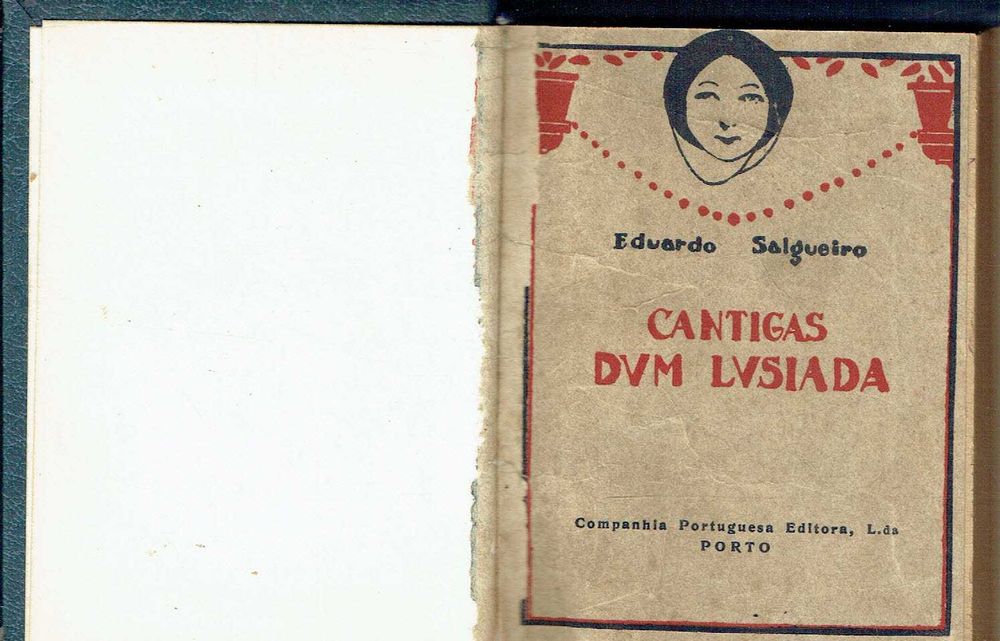 Eduardo Salgueiro
CANTIGAS
DVM LVSIADA
Companhia Portuguesa Editora, L.da
PORTO